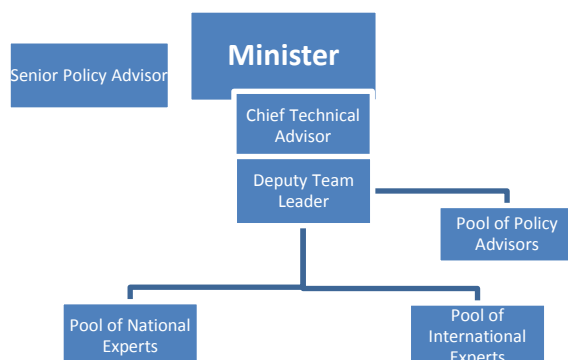 Minister
Senior Policy Advisor
Chief Technical
Advisor
Deputy Team
Leader
Pool of Policy
Advisors
Pool of National
Experts
Pool of
International
Experts